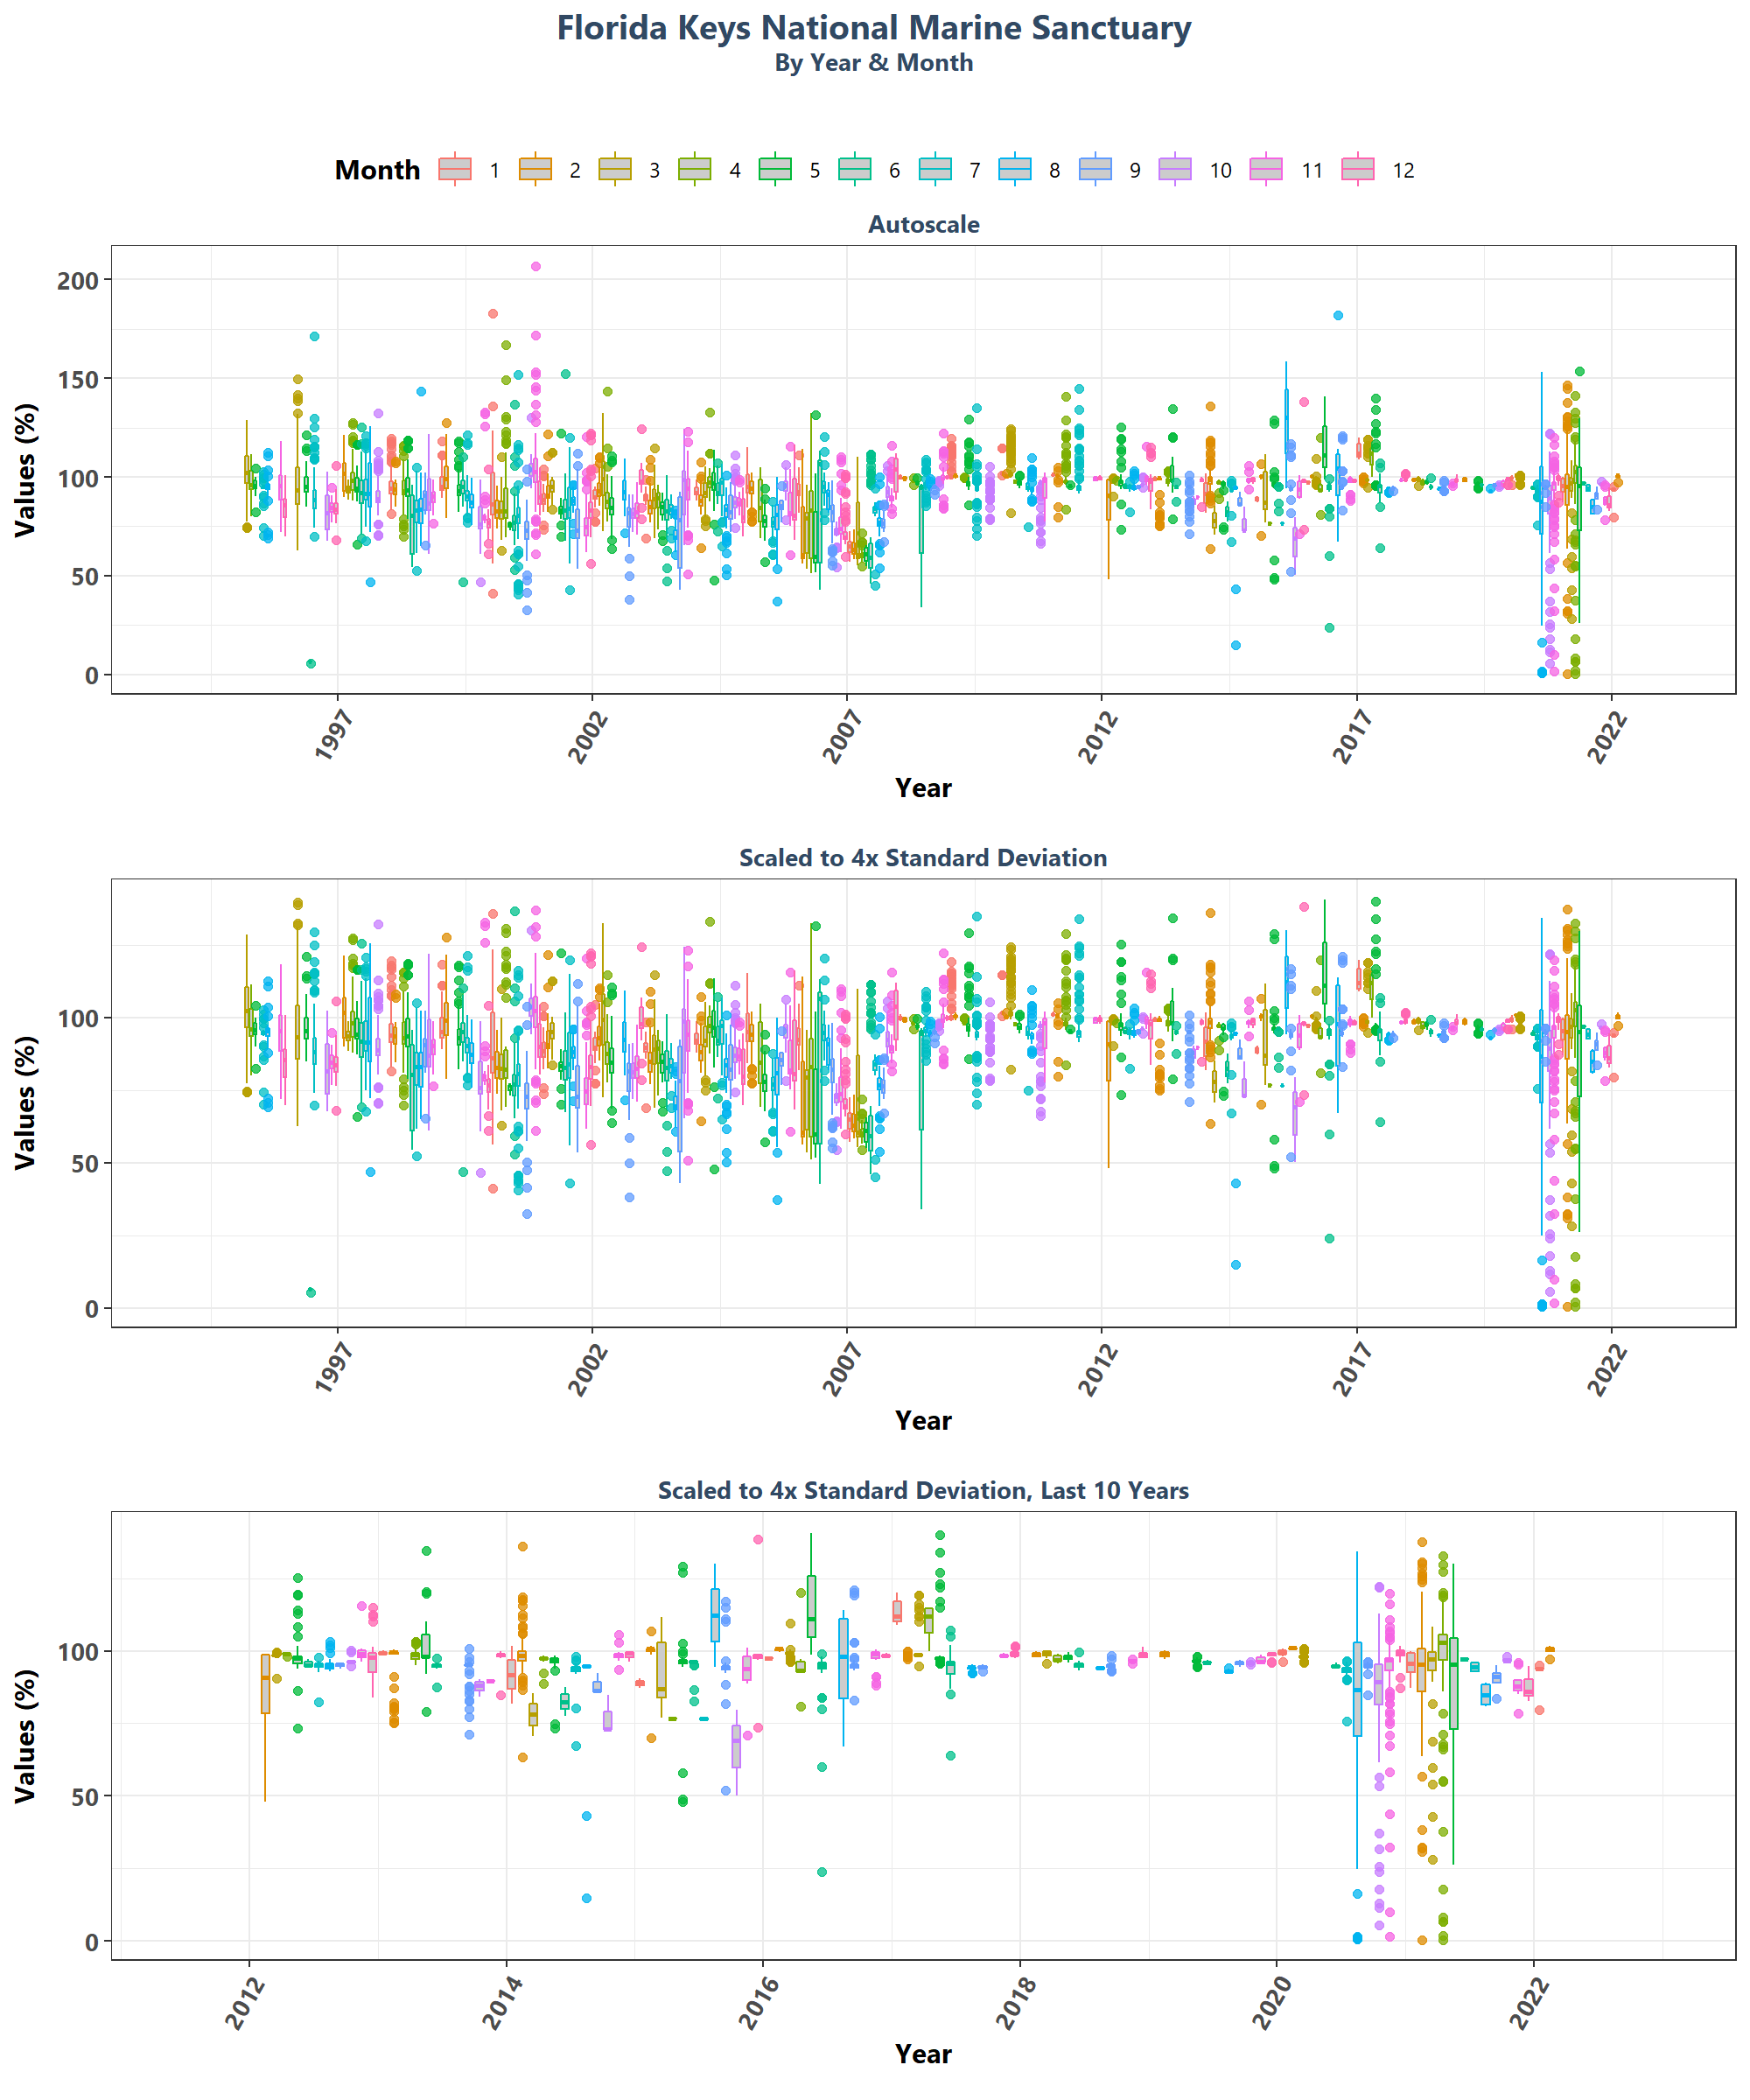 Florida Keys National Marine Sanctuary
By Year & Month
Month 1 2 3 4 5 6 7 8 9 10 11 12
Autoscale
Values (%)
200
150
100
50
0
1997 2002 2007 2012 2017 2022
Year
Scaled to 4x Standard Deviation
Values (%)
100
50
0
1997 2002 2007 2012 2017 2022
Year
Scaled to 4x Standard Deviation, Last 10 Years
Values (%)
100
50
0
2012 2014 2016 2018 2020 2022
Year